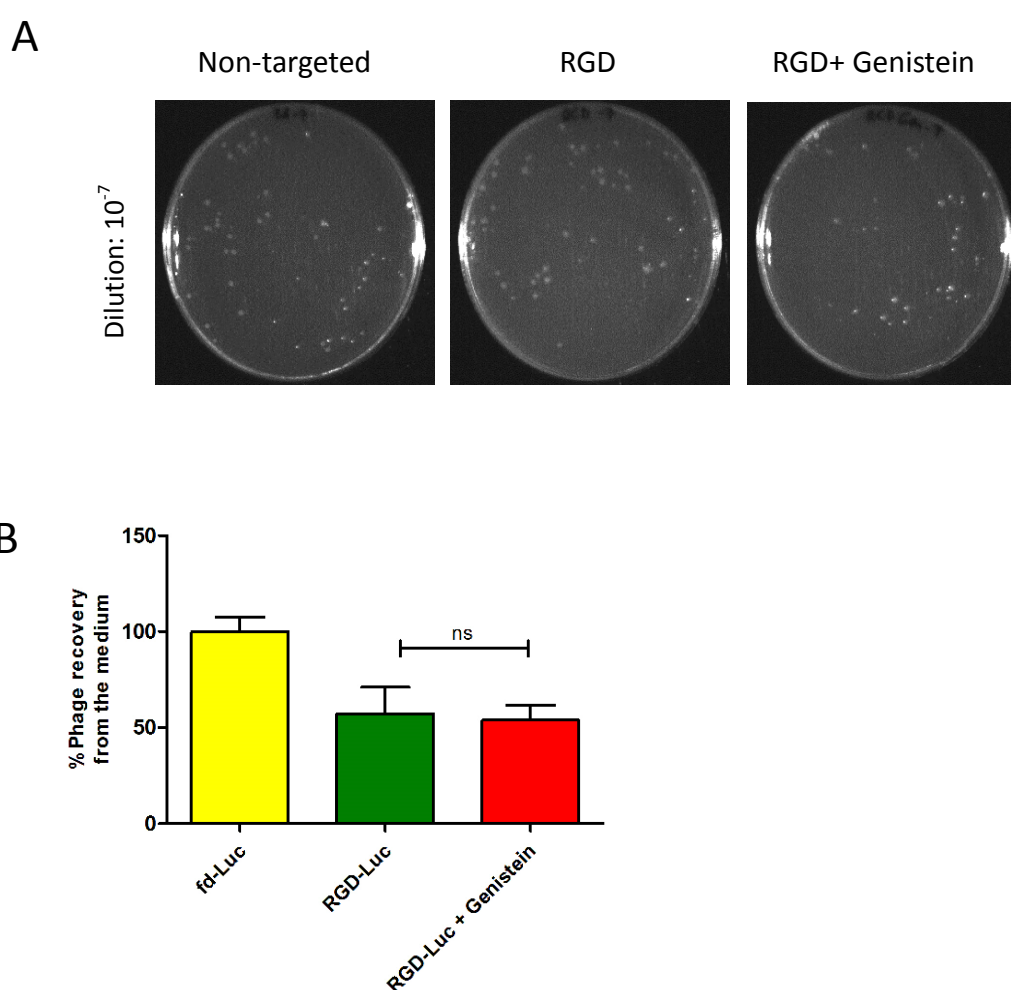 A
Non-targeted
RGD
RGD+ Genistein
Dilution: 10⁻⁷
B
150
100
50
0
%Phage recovery
from the medium
ns
fd-Luc
RGD-Luc
RGD-Luc + Genistein